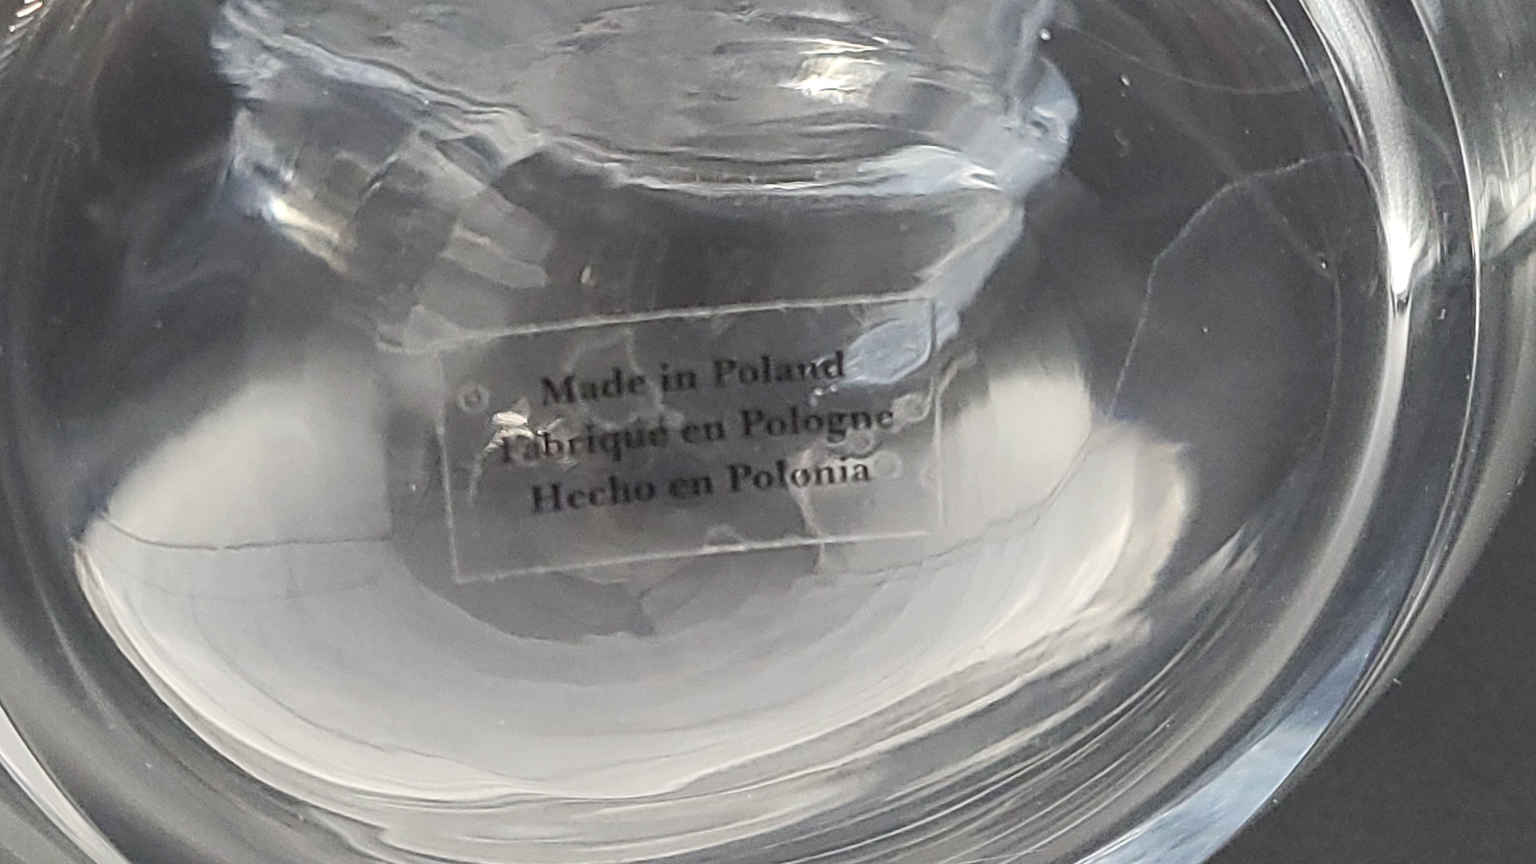 Made in Poland
Fabriqué en Pologne
Hecho en Polonia